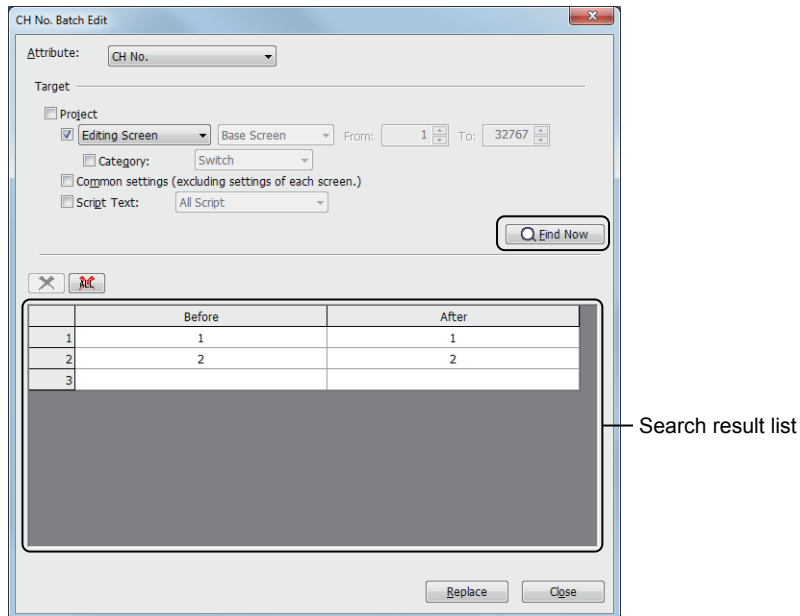 CH No. Batch Edit
Attribute: CH No.
Target
Project
Editing Screen Base Screen From: 1 To: 32767
Category: Switch
Common settings (excluding settings of each screen.)
Script Text: All Script
Find Now
ALL
Before After
1 1 1
2 2 2
3
Search result list
Replace Close